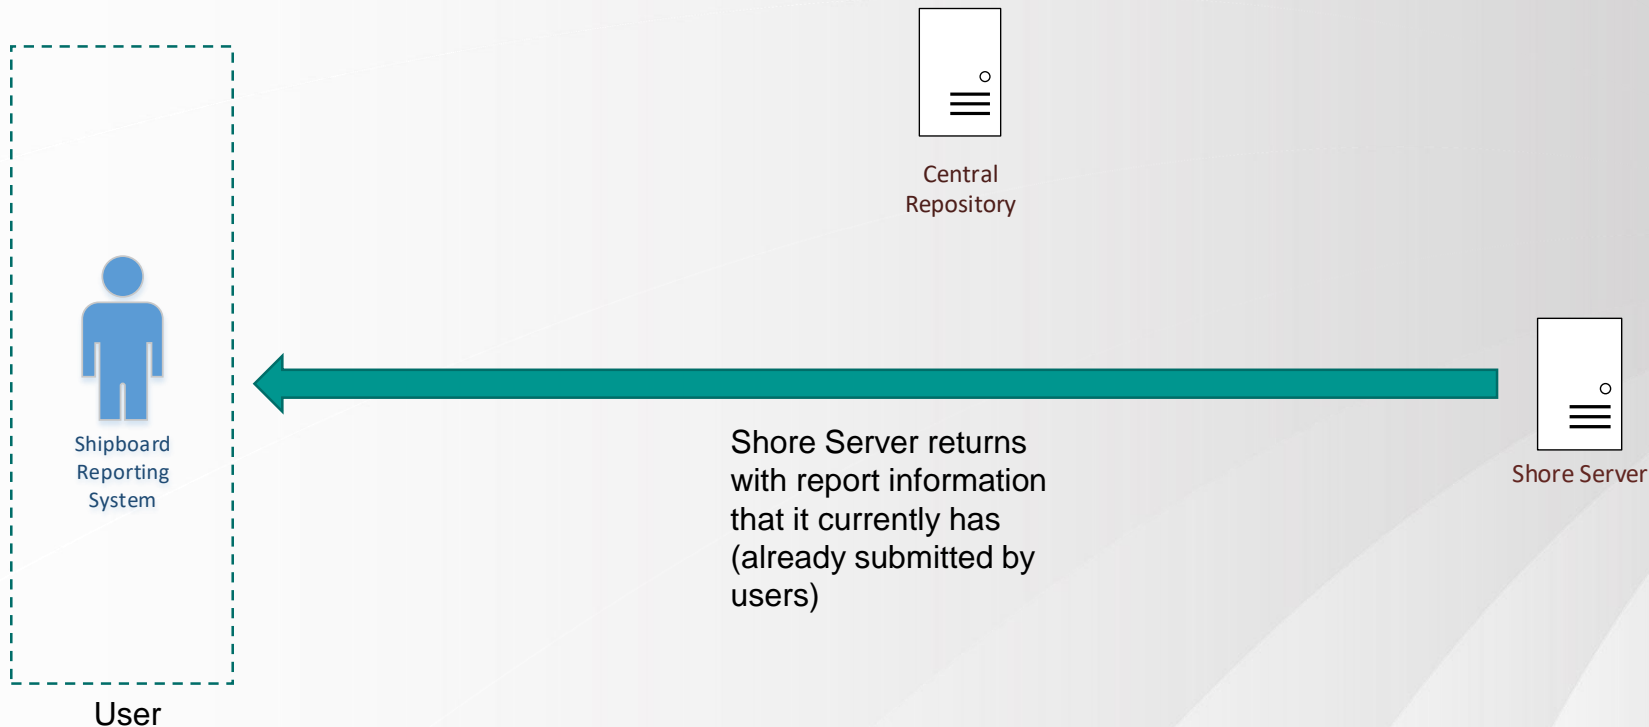 Central
Repository
Shipboard
Reporting
System
Shore Server returns
with report information
that it currently has
(already submitted by
users)
Shore Server
User